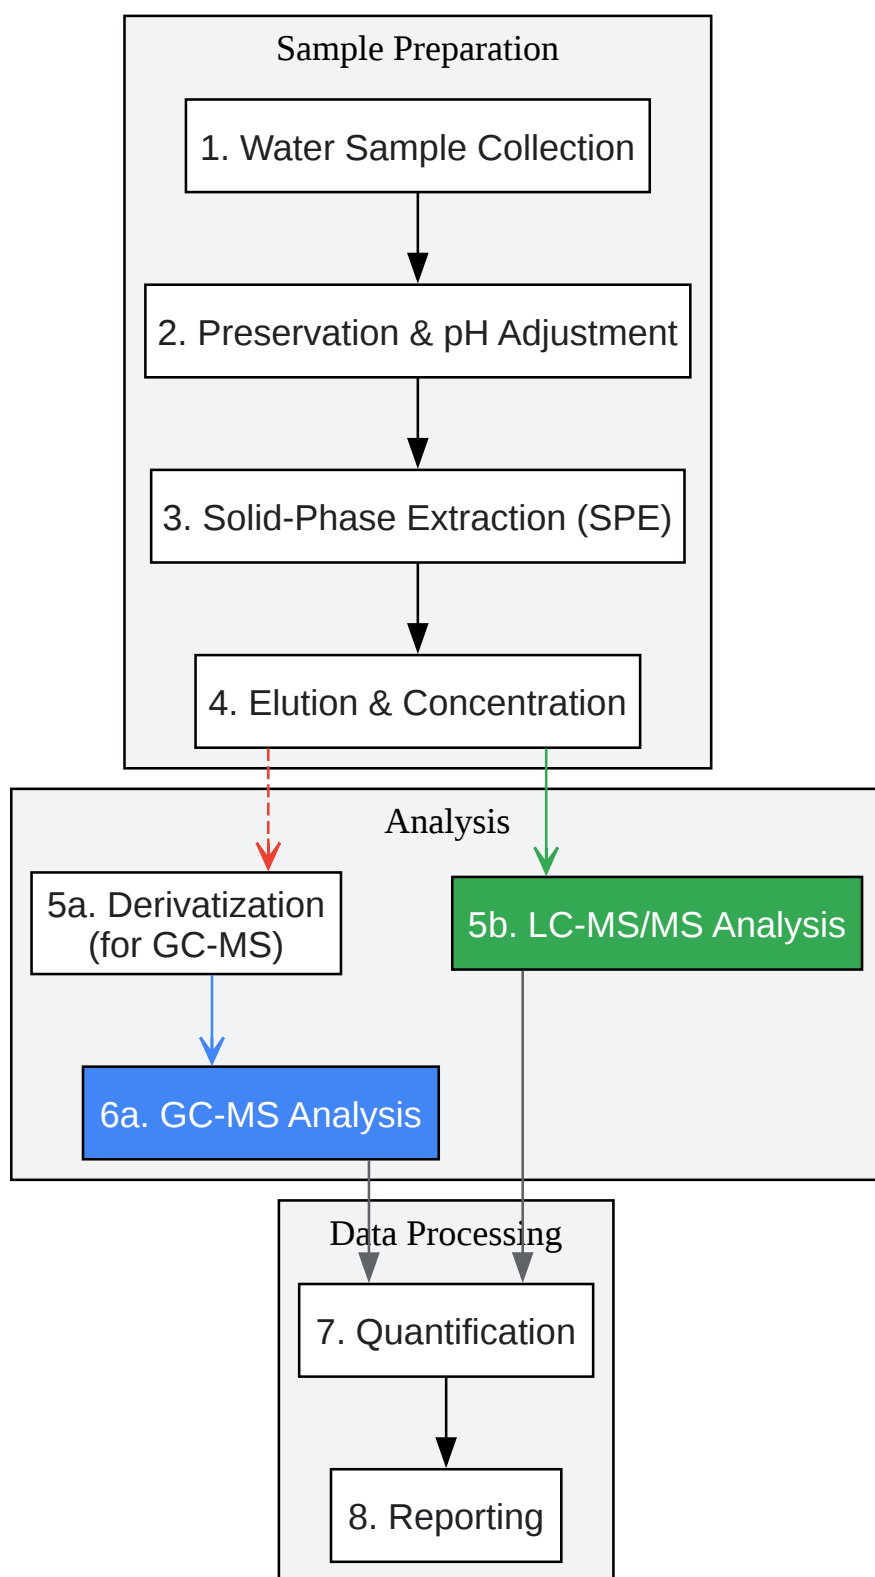 Sample Preparation
1. Water Sample Collection
2. Preservation & pH Adjustment
3. Solid-Phase Extraction (SPE)
4. Elution & Concentration
Analysis
5a. Derivatization
(for GC-MS)
5b. LC-MS/MS Analysis
6a. GC-MS Analysis
Data Processing
7. Quantification
8. Reporting